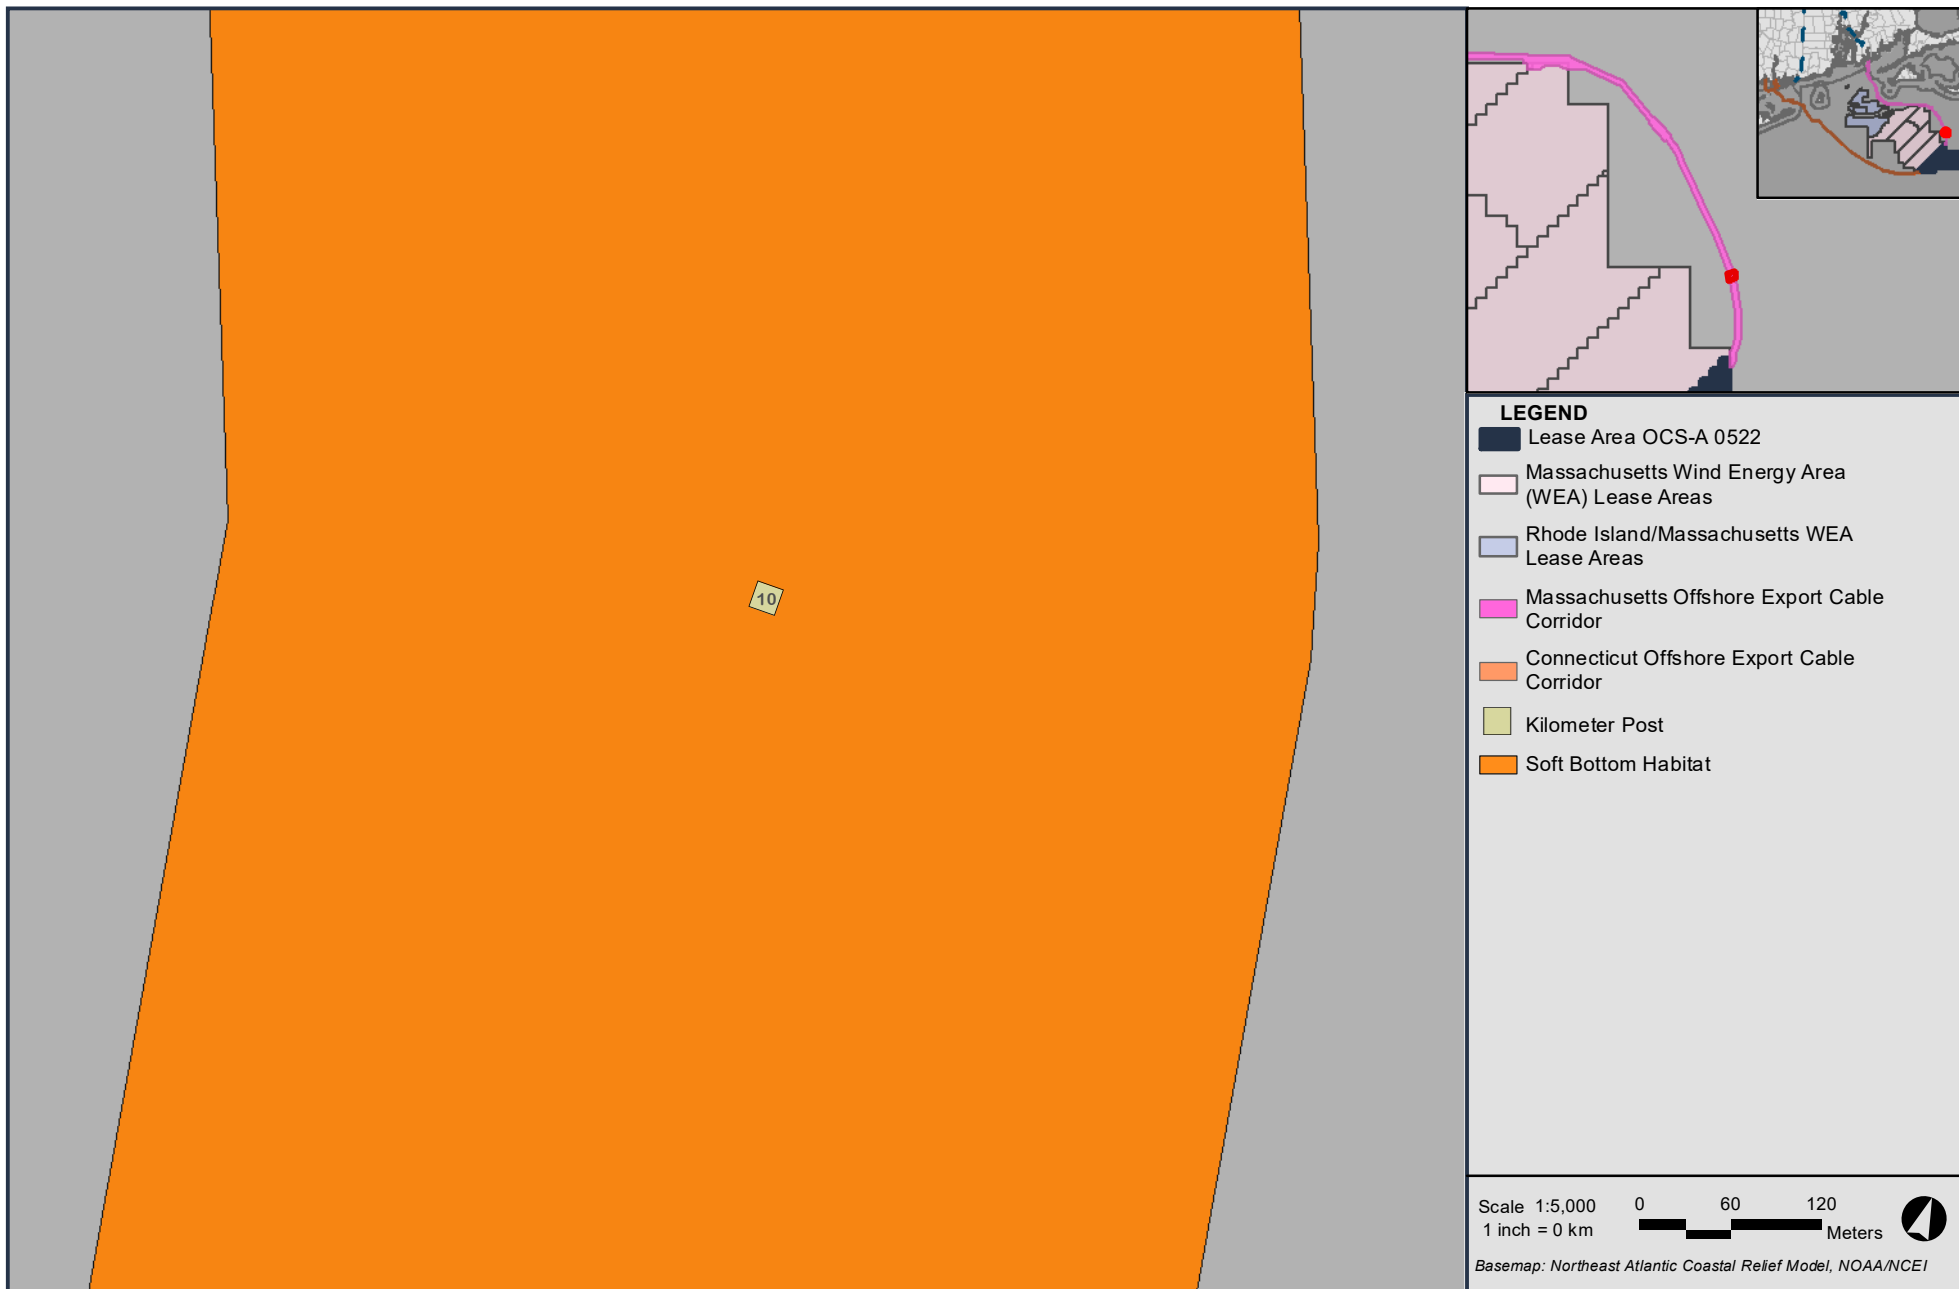 10
LEGEND
Lease Area OCS-A 0522
Massachusetts Wind Energy Area
(WEA) Lease Areas
Rhode Island/Massachusetts WEA
Lease Areas
Massachusetts Offshore Export Cable
Corridor
Connecticut Offshore Export Cable
Corridor
Kilometer Post
Soft Bottom Habitat
Scale 1:5,000
1 inch = 0 km
0 60 120
Meters
Basemap: Northeast Atlantic Coastal Relief Model, NOAA/NCEI